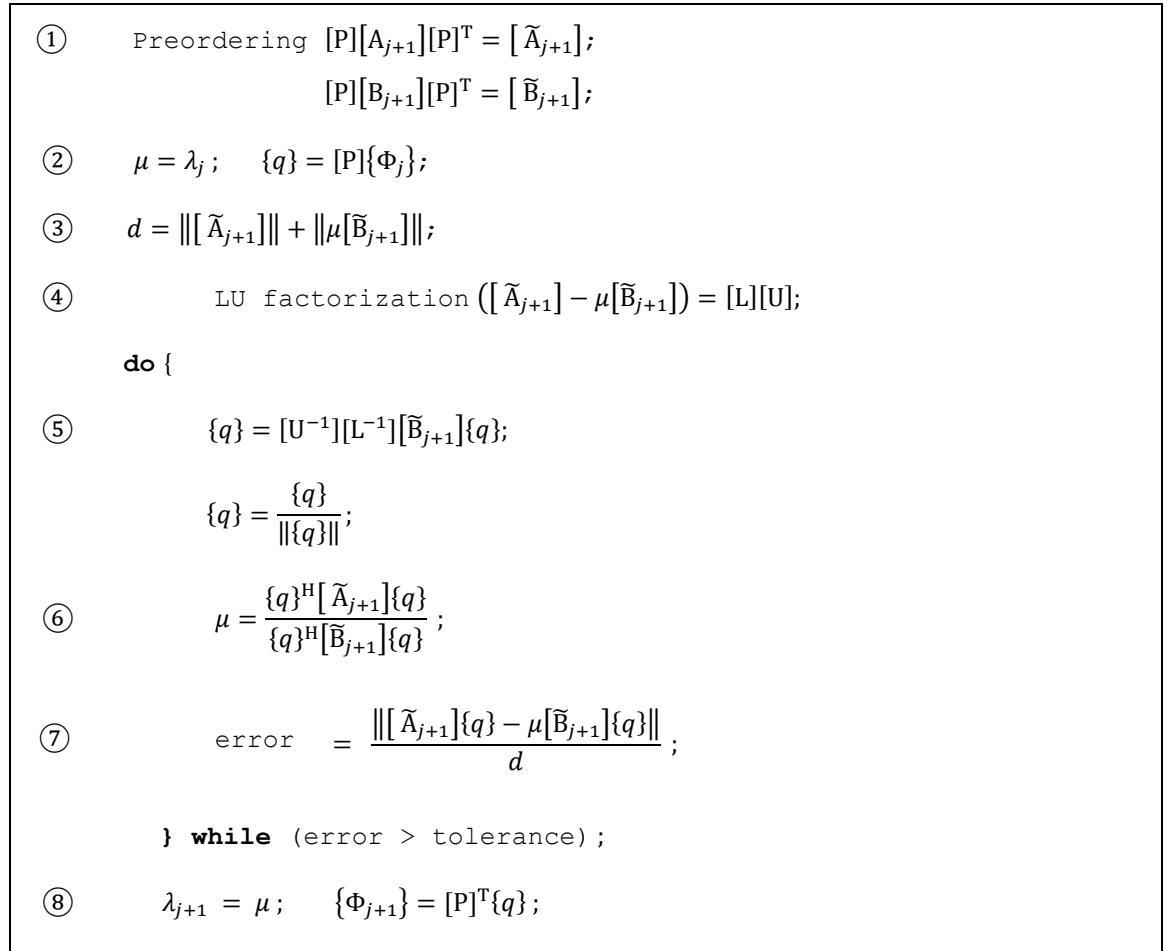 ① Preordering [P][A_{j+1}][P]^T = [Ã_{j+1}];
[P][B_{j+1}][P]^T = [B̃_{j+1}];
② μ = λ_j ; {q} = [P]{Φ_j};
③ d = ‖[Ã_{j+1}]‖ + ‖μ[B̃_{j+1}]‖;
④ LU factorization ([Ã_{j+1}] − μ[B̃_{j+1}]) = [L][U];
do {
⑤ {q} = [U^{−1}][L^{−1}][B̃_{j+1}]{q};
{q} = {q} / ‖{q}‖ ;
⑥ μ = {q}^H[Ã_{j+1}]{q} / {q}^H[B̃_{j+1}]{q} ;
⑦ error = ‖[Ã_{j+1}]{q} − μ[B̃_{j+1}]{q}‖ / d ;
} while (error > tolerance);
⑧ λ_{j+1} = μ ; {Φ_{j+1}} = [P]^T{q} ;